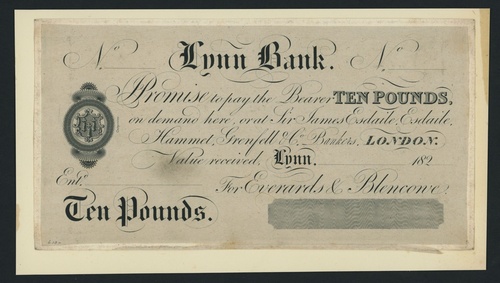 No Lynn Bank. No
I Promise to pay the Bearer TEN POUNDS,
on demand here, or at Sir James Esdaile, Esdaile,
Hammet, Grenfell & Co. Bankers, LONDON.
Value received, Lynn. 182
Entd. For Everards & Blencowe,
Ten Pounds.